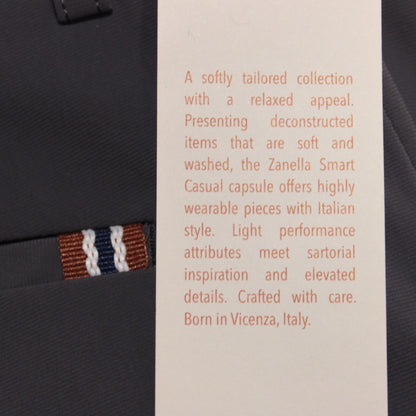 A softly tailored collection
with a relaxed appeal.
Presenting deconstructed
items that are soft and
washed, the Zanella Smart
Casual capsule offers highly
wearable pieces with Italian
style. Light performance
attributes meet sartorial
inspiration and elevated
details. Crafted with care.
Born in Vicenza, Italy.